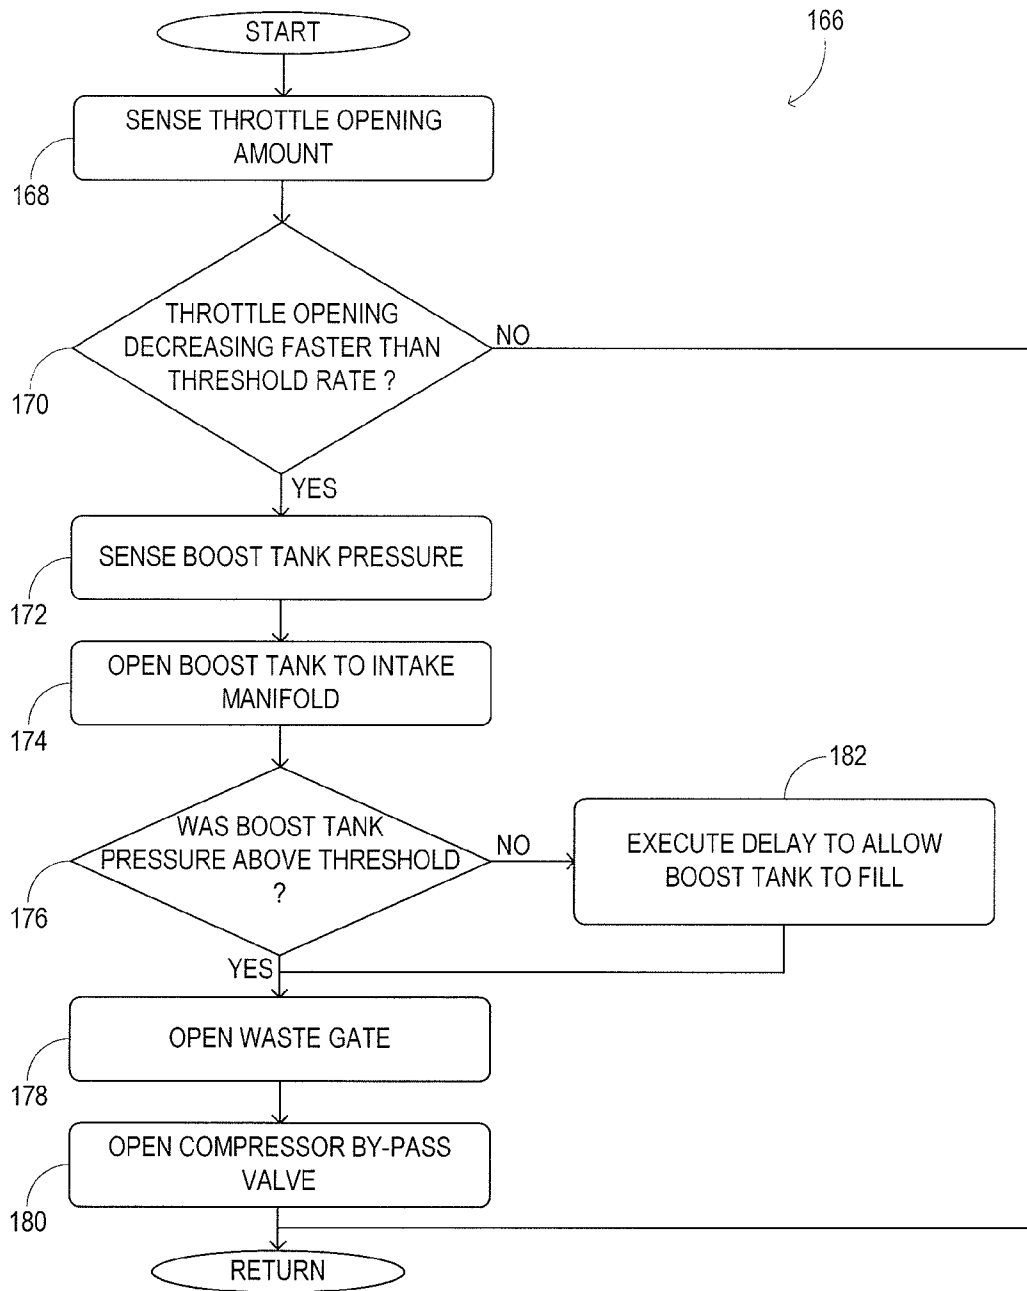 START
166
SENSE THROTTLE OPENING
AMOUNT
168
THROTTLE OPENING
DECREASING FASTER THAN
THRESHOLD RATE ?
NO
170
YES
SENSE BOOST TANK PRESSURE
172
OPEN BOOST TANK TO INTAKE
MANIFOLD
174
182
WAS BOOST TANK
PRESSURE ABOVE THRESHOLD
?
NO
EXECUTE DELAY TO ALLOW
BOOST TANK TO FILL
176
YES
OPEN WASTE GATE
178
OPEN COMPRESSOR BY-PASS
VALVE
180
RETURN